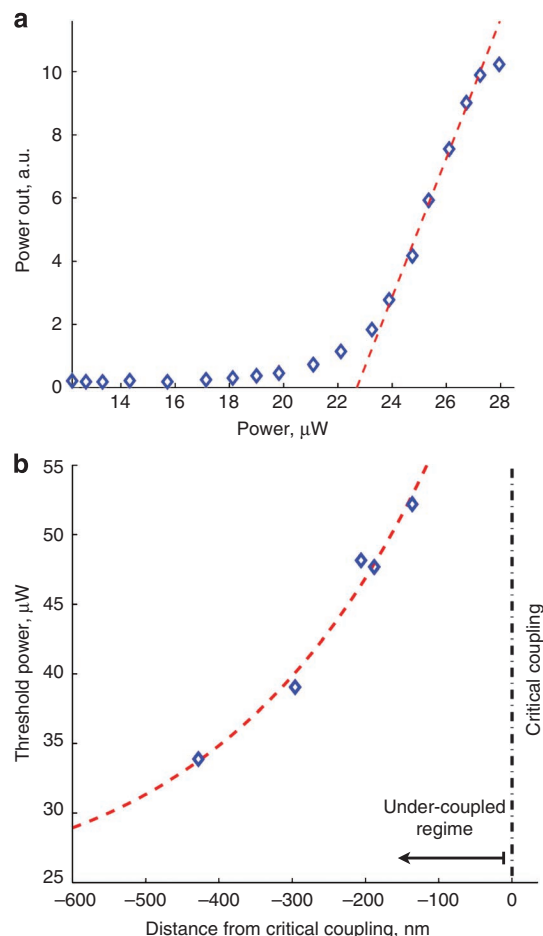 a
10
8
6
4
2
0
Power out, a.u.
14 16 18 20 22 24 26 28
Power, μW
b
55
50
45
40
35
30
25
Threshold power, μW
Critical coupling
Under-coupled
regime
−600 −500 −400 −300 −200 −100 0
Distance from critical coupling, nm